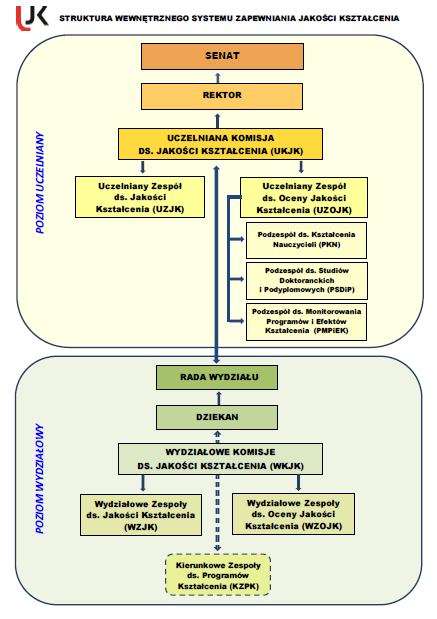 UJK
STRUKTURA WEWNĘTRZNEGO SYSTEMU ZAPEWNIANIA JAKOŚCI KSZTAŁCENIA
POZIOM UCZELNIANY
SENAT
REKTOR
UCZELNIANA KOMISJA
DS. JAKOŚCI KSZTAŁCENIA (UKJK)
Uczelniany Zespół
ds. Jakości
Kształcenia (UZJK)
Uczelniany Zespół
ds. Oceny Jakości
Kształcenia (UZOJK)
Podzespół ds. Kształcenia
Nauczycieli (PKN)
Podzespół ds. Studiów
Doktoranckich
i Podyplomowych (PSDiP)
Podzespół ds. Monitorowania
Programów i Efektów
Kształcenia (PMPiEK)
POZIOM WYDZIAŁOWY
RADA WYDZIAŁU
DZIEKAN
WYDZIAŁOWE KOMISJE
DS. JAKOŚCI KSZTAŁCENIA (WKJK)
Wydziałowe Zespoły
ds. Jakości Kształcenia
(WZJK)
Wydziałowe Zespoły
ds. Oceny Jakości
Kształcenia (WZOJK)
Kierunkowe Zespoły
ds. Programów
Kształcenia (KZPK)